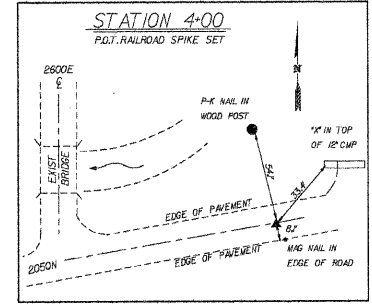 STATION 4+00
P.O.T. RAILROAD SPIKE SET
2600E
℄
N
P-K NAIL IN
WOOD POST
"X" IN TOP
OF 12" CMP
EXIST
BRIDGE
54.1'
33.4'
EDGE OF PAVEMENT
8.1'
2050N
EDGE OF PAVEMENT
MAG NAIL IN
EDGE OF ROAD